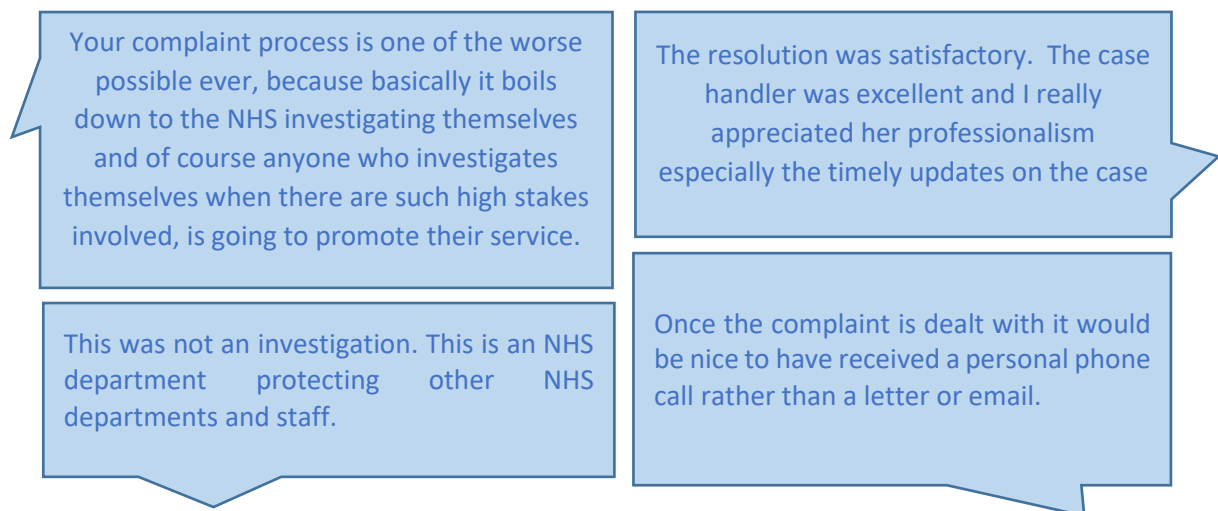 Your complaint process is one of the worse
possible ever, because basically it boils
down to the NHS investigating themselves
and of course anyone who investigates
themselves when there are such high stakes
involved, is going to promote their service.
The resolution was satisfactory.  The case
handler was excellent and I really
appreciated her professionalism
especially the timely updates on the case
This was not an investigation. This is an NHS
department protecting other NHS
departments and staff.
Once the complaint is dealt with it would
be nice to have received a personal phone
call rather than a letter or email.